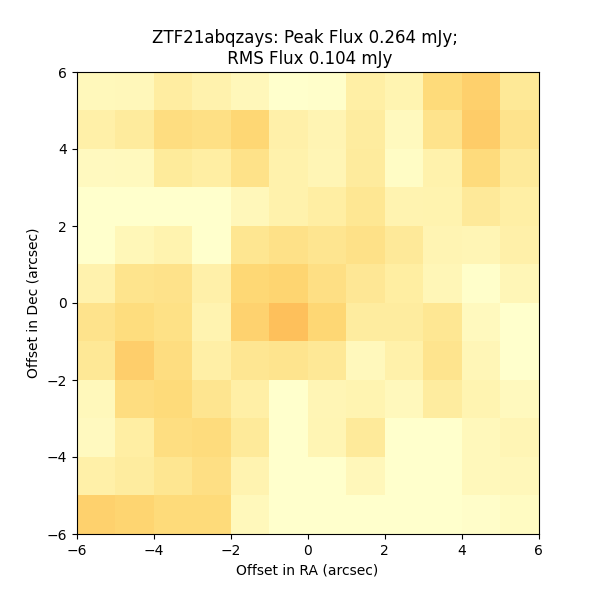 ZTF21abqzays: Peak Flux 0.264 mJy;
RMS Flux 0.104 mJy
6
4
2
0
−2
−4
−6
Offset in Dec (arcsec)
−6 −4 −2 0 2 4 6
Offset in RA (arcsec)